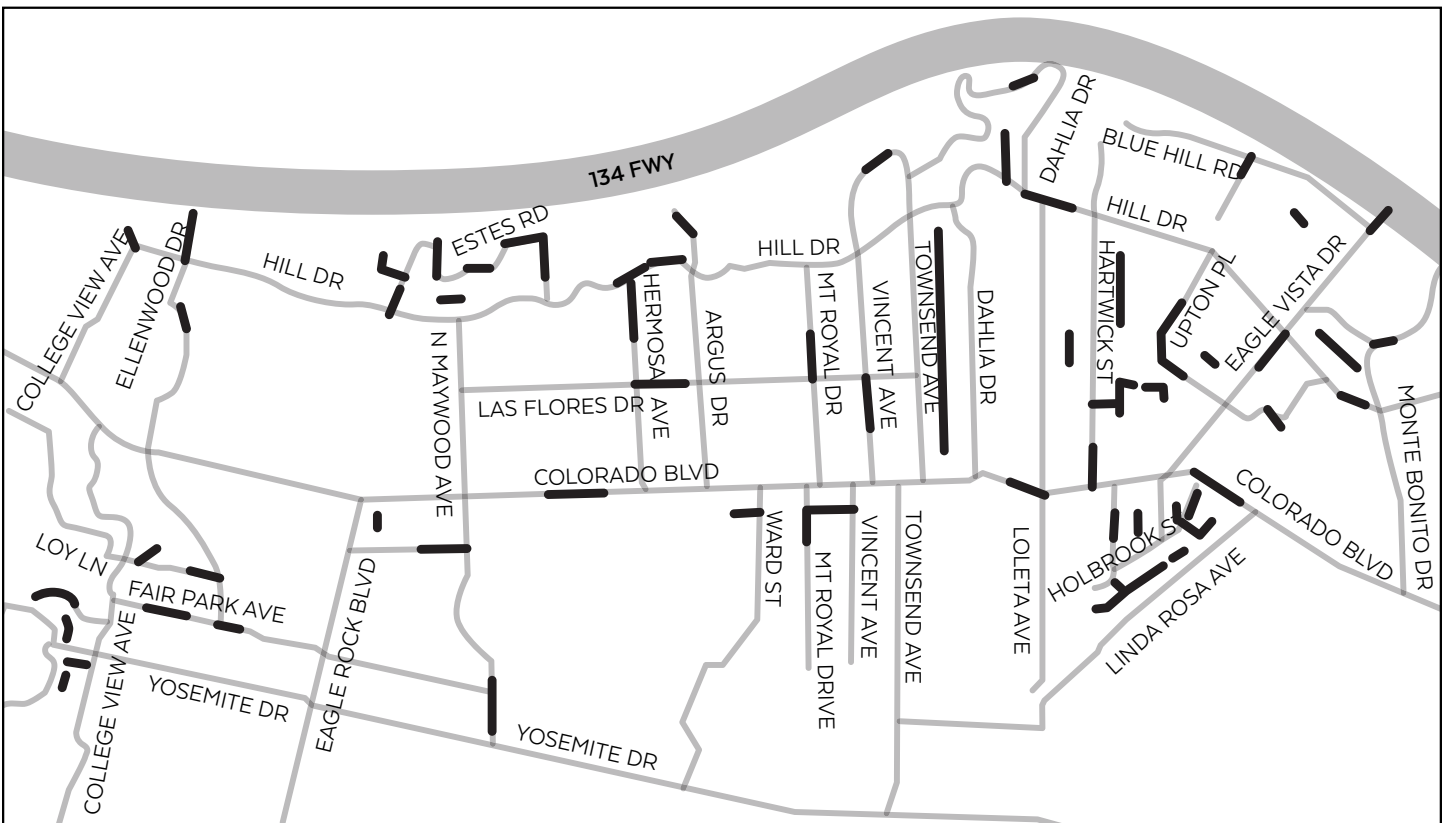 134 FWY
DAHLIA DR
BLUE HILL RD
HILL DR
ESTES RD
HILL DR
HILL DR
COLLEGE VIEW AVE
ELLENWOOD DR
HERMOSA AVE
ARGUS DR
MT ROYAL DR
VINCENT AVE
TOWNSEND AVE
DAHLIA DR
HARTWICK ST
UPTON PL
EAGLE VISTA DR
N MAYWOOD AVE
LAS FLORES DR
MONTE BONITO DR
COLORADO BLVD
COLORADO BLVD
WARD ST
MT ROYAL DRIVE
VINCENT AVE
TOWNSEND AVE
LOLETA AVE
HOLBROOK ST
LINDA ROSA AVE
LOY LN
FAIR PARK AVE
EAGLE ROCK BLVD
COLLEGE VIEW AVE
YOSEMITE DR
YOSEMITE DR